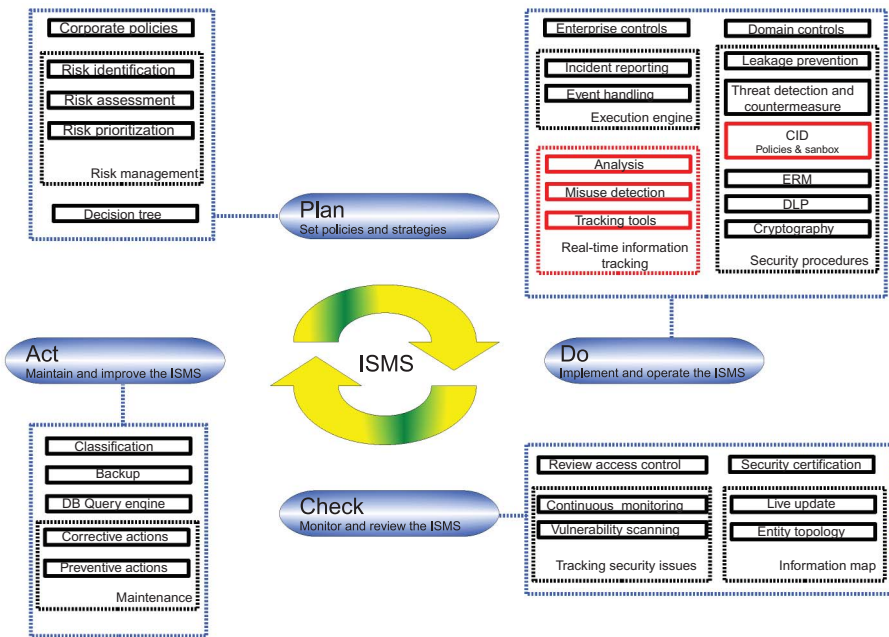 Corporate policies
Risk identification
Risk assessment
Risk prioritization
Risk management
Decision tree
Plan
Set policies and strategies
Enterprise controls
Incident reporting
Event handling
Execution engine
Analysis
Misuse detection
Tracking tools
Real-time information
tracking
Domain controls
Leakage prevention
Threat detection and
countermeasure
CID
Policies & sanbox
ERM
DLP
Cryptography
Security procedures
Act
Maintain and improve the ISMS
ISMS
Do
Implement and operate the ISMS
Classification
Backup
DB Query engine
Corrective actions
Preventive actions
Maintenance
Check
Monitor and review the ISMS
Review access control
Continuous monitoring
Vulnerability scanning
Tracking security issues
Security certification
Live update
Entity topology
Information map